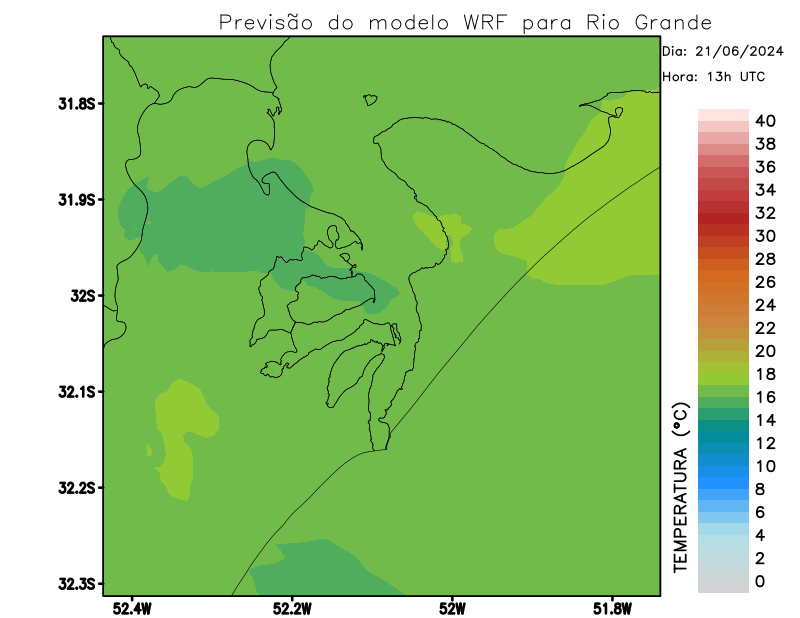 Previsão do modelo WRF para Rio Grande
Dia: 21/06/2024
Hora: 13h UTC
31.8S
31.9S
32S
32.1S
32.2S
32.3S
52.4W
52.2W
52W
51.8W
TEMPERATURA (°C)
40
38
36
34
32
30
28
26
24
22
20
18
16
14
12
10
8
6
4
2
0